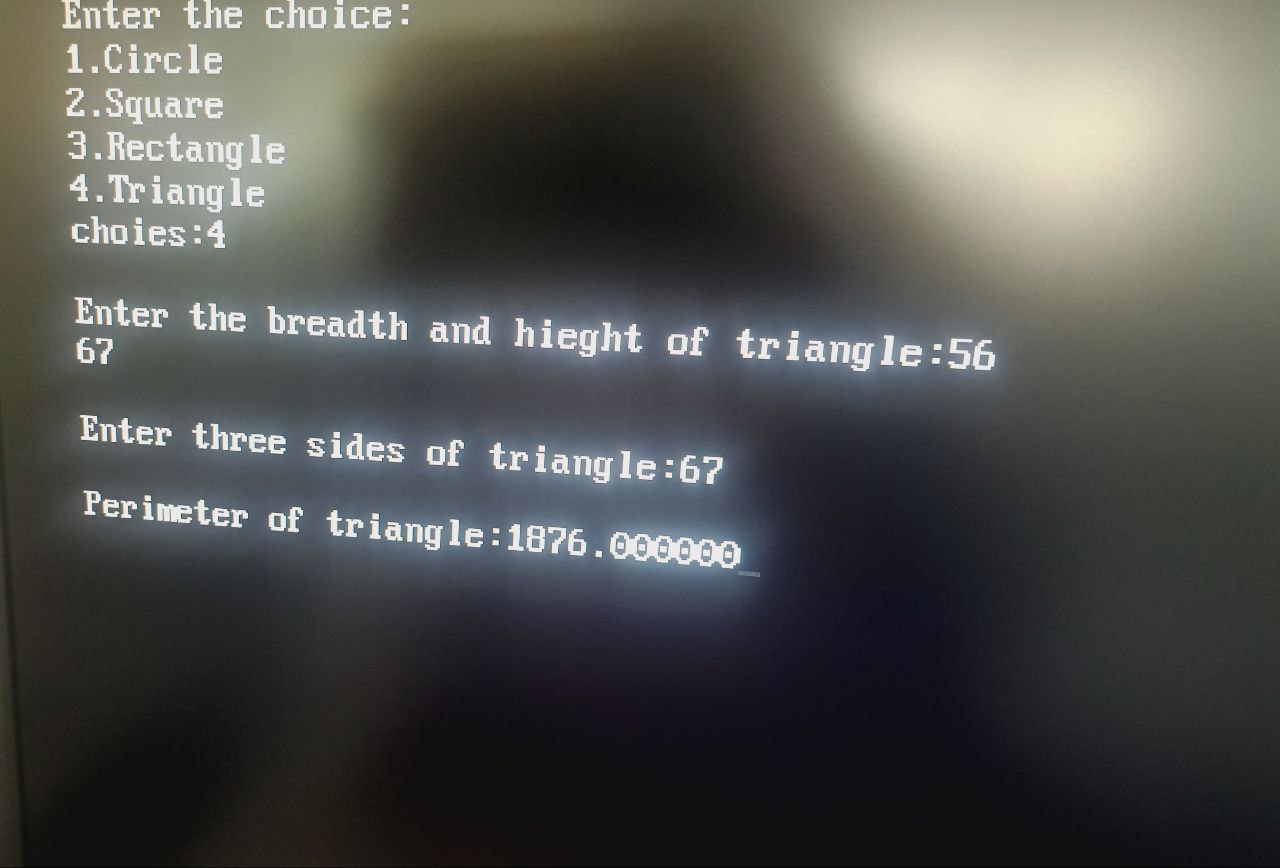 Enter the choice:
1.Circle
2.Square
3.Rectangle
4.Triangle
choies:4
Enter the breadth and hieght of triangle:56
67
Enter three sides of triangle:67
Perimeter of triangle:1876.000000_